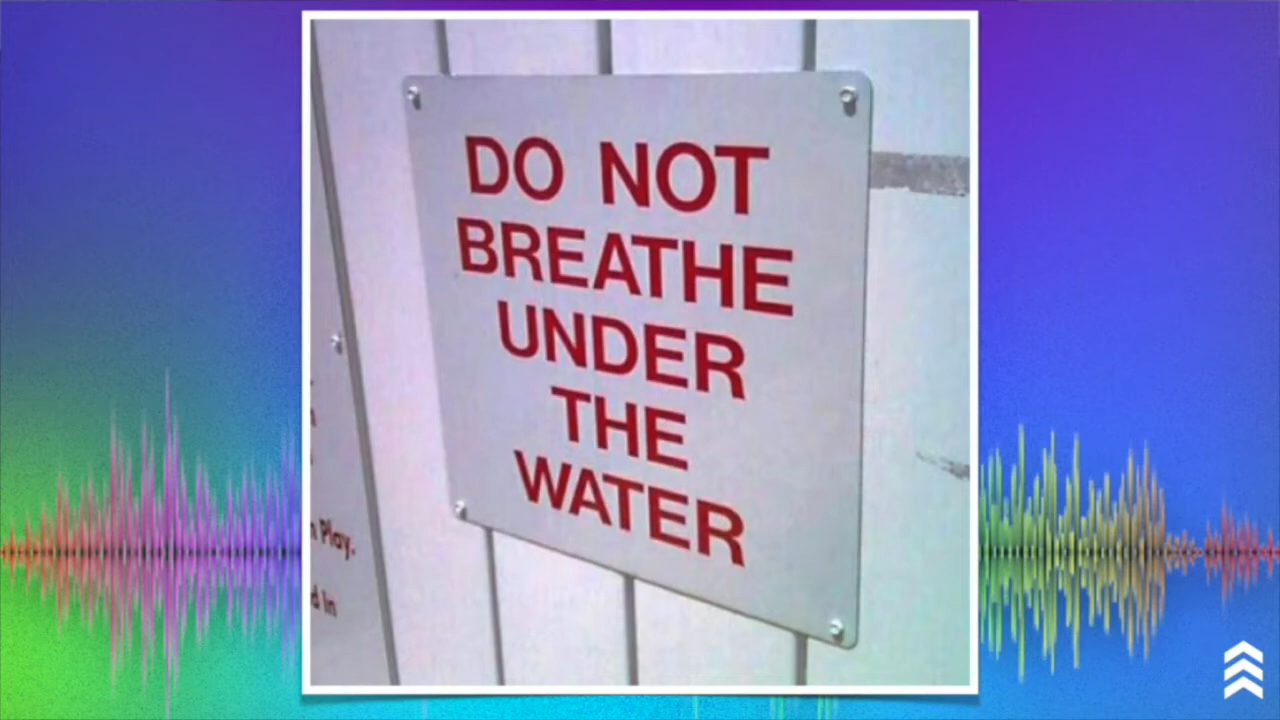 DO NOT
BREATHE
UNDER
THE
WATER
Play.
In